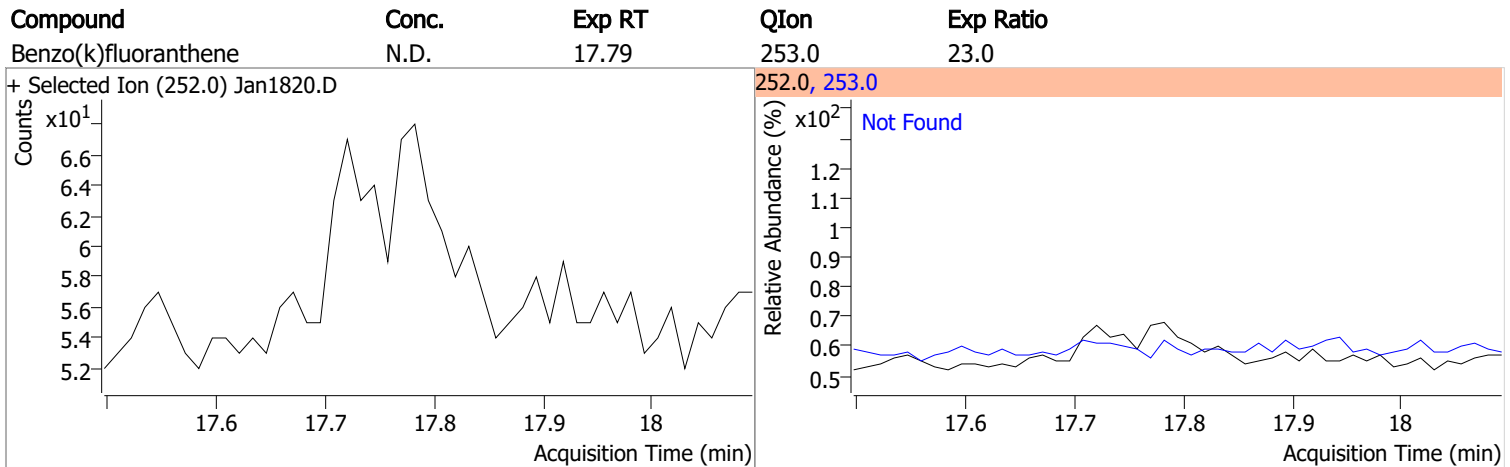 Compound Conc. Exp RT QIon Exp Ratio
Benzo(k)fluoranthene N.D. 17.79 253.0 23.0
+ Selected Ion (252.0) Jan1820.D
Counts
x10¹
6.6
6.4
6.2
6
5.8
5.6
5.4
5.2
17.6 17.7 17.8 17.9 18
Acquisition Time (min)
252.0, 253.0
Relative Abundance (%)
x10²
Not Found
1.2
1.1
1
0.9
0.8
0.7
0.6
0.5
17.6 17.7 17.8 17.9 18
Acquisition Time (min)